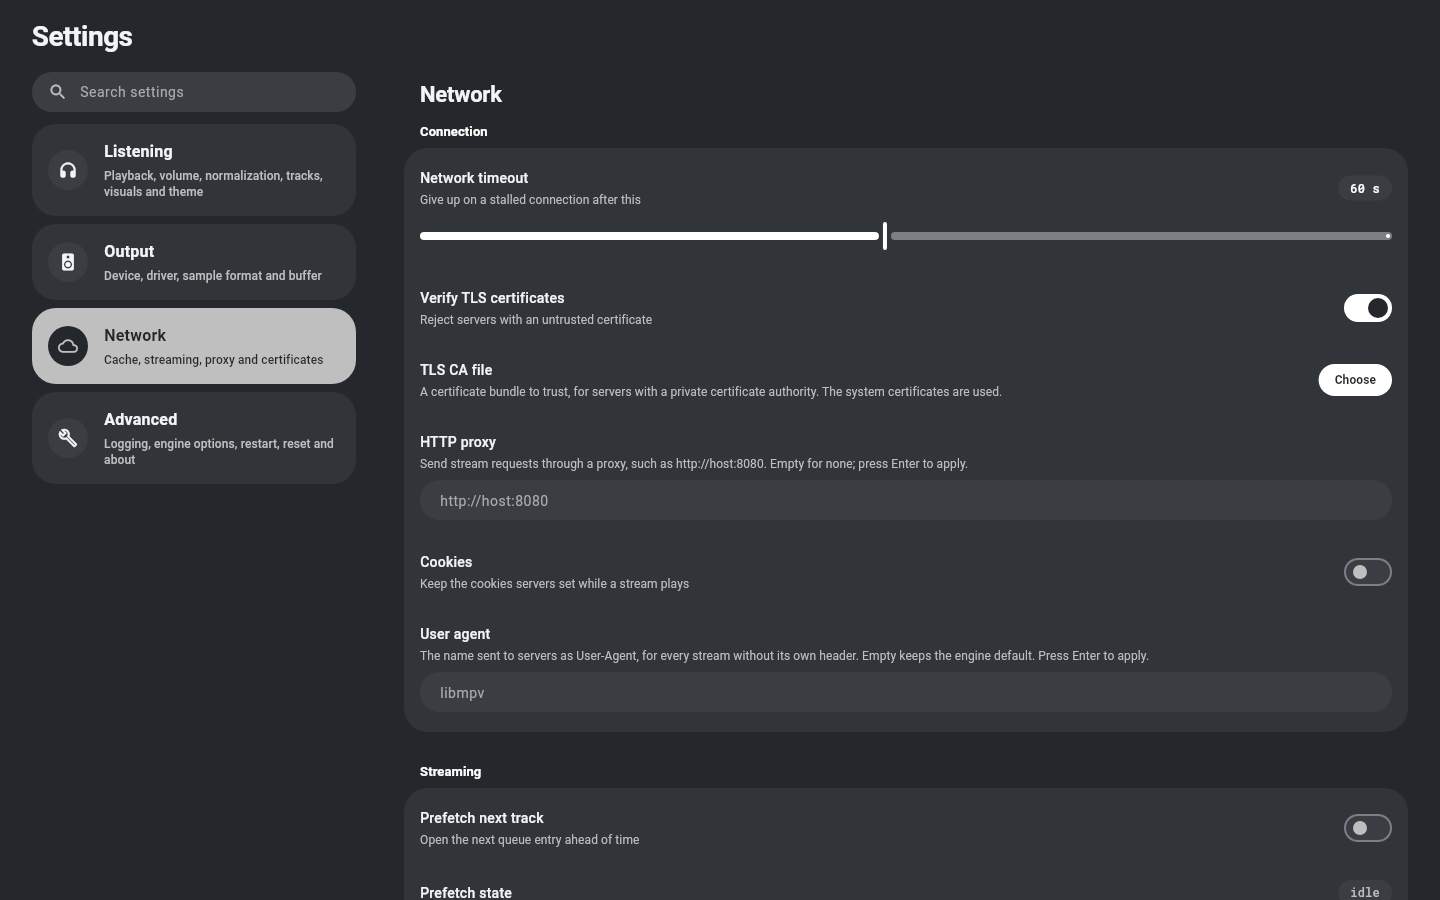 Settings
Search settings
Listening
Playback, volume, normalization, tracks,
visuals and theme
Output
Device, driver, sample format and buffer
Network
Cache, streaming, proxy and certificates
Advanced
Logging, engine options, restart, reset and
about
Network
Connection
Network timeout
Give up on a stalled connection after this
60 s
Verify TLS certificates
Reject servers with an untrusted certificate
TLS CA file
A certificate bundle to trust, for servers with a private certificate authority. The system certificates are used.
Choose
HTTP proxy
Send stream requests through a proxy, such as http://host:8080. Empty for none; press Enter to apply.
http://host:8080
Cookies
Keep the cookies servers set while a stream plays
User agent
The name sent to servers as User-Agent, for every stream without its own header. Empty keeps the engine default. Press Enter to apply.
libmpv
Streaming
Prefetch next track
Open the next queue entry ahead of time
Prefetch state
idle